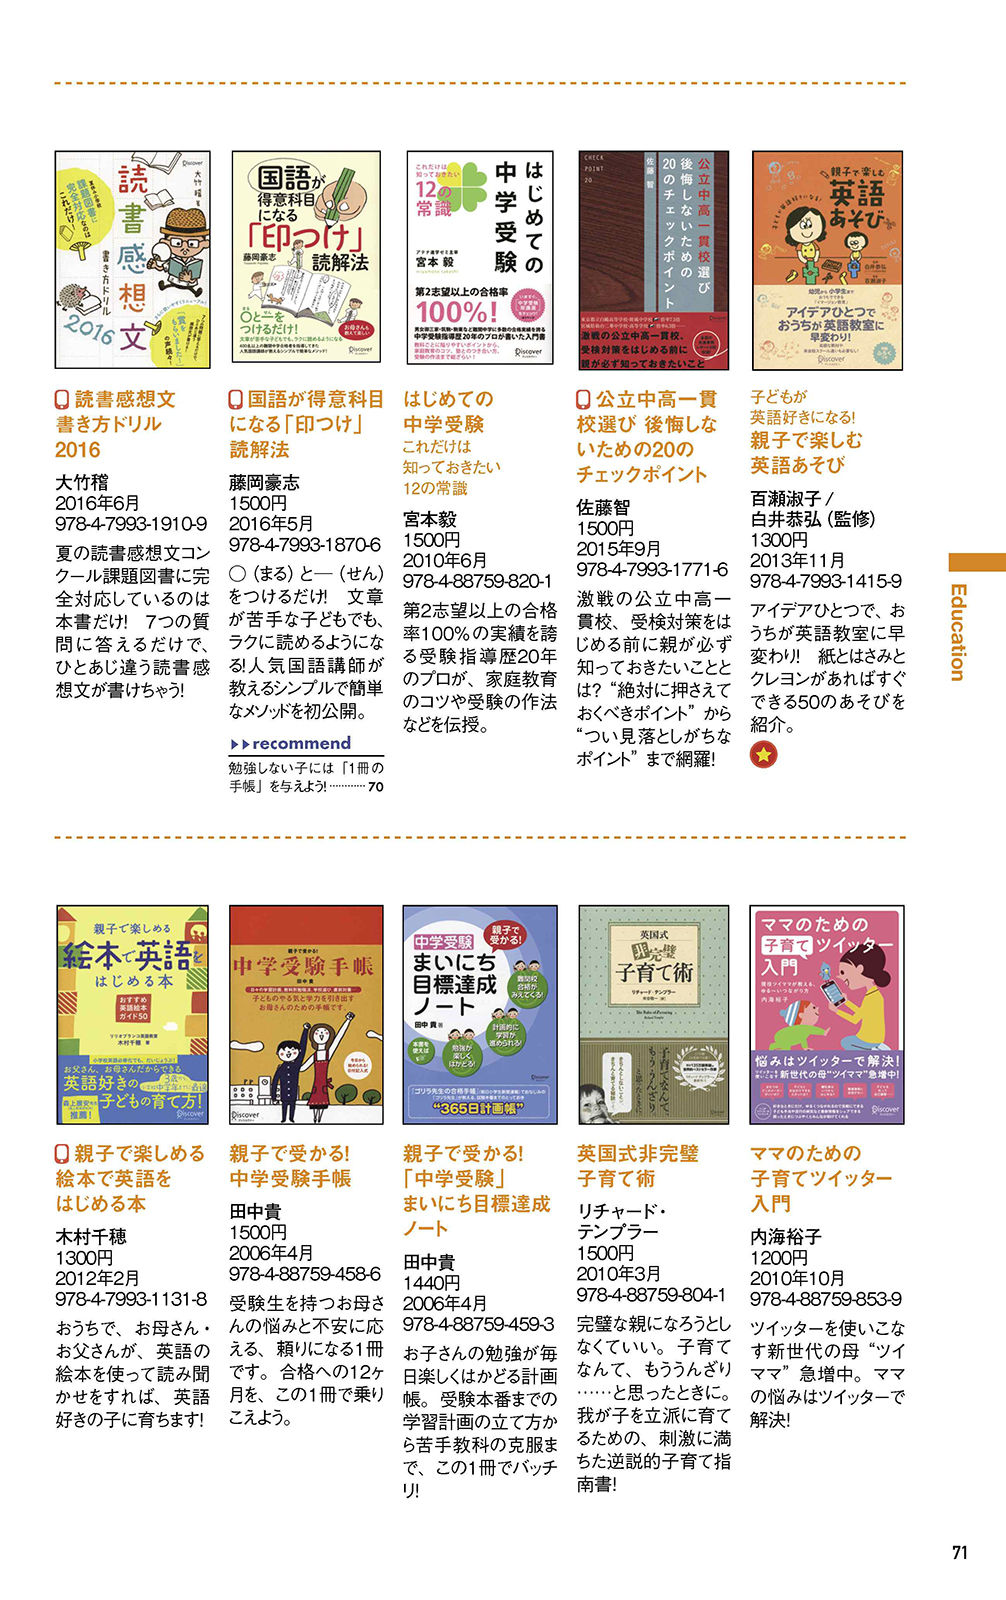 読書感想文
書き方ドリル
2016
大竹稽
2016年6月
978-4-7993-1910-9
夏の読書感想文コン
クール課題図書に完
全対応しているのは
本書だけ! 7つの質
問に答えるだけで、
ひとあじ違う読書感
想文が書けちゃう!
国語が得意科目
になる「印つけ」
読解法
藤岡豪志
1500円
2016年5月
978-4-7993-1870-6
○(まる)と―(せん)
をつけるだけ! 文章
が苦手な子どもでも、
ラクに読めるようにな
る!人気国語講師が
教えるシンプルで簡単
なメソッドを初公開。
▶▶recommend
勉強しない子には「1冊の
手帳」を与えよう!…………70
はじめての
中学受験
これだけは
知っておきたい
12の常識
宮本毅
1500円
2010年6月
978-4-88759-820-1
第2志望以上の合格
率100%の実績を誇
る受験指導歴20年
のプロが、家庭教育
のコツや受験の作法
などを伝授。
公立中高一貫
校選び 後悔しな
いための20の
チェックポイント
佐藤智
1500円
2015年9月
978-4-7993-1771-6
激戦の公立中高一
貫校、受検対策をは
じめる前に親が必ず
知っておきたいことと
は? “絶対に押さえて
おくべきポイント” から
“つい見落としがちな
ポイント” まで網羅!
子どもが
英語好きになる!
親子で楽しむ
英語あそび
百瀬淑子/
白井恭弘(監修)
1300円
2013年11月
978-4-7993-1415-9
アイデアひとつで、お
うちが英語教室に早
変わり! 紙とはさみと
クレヨンがあればすぐ
できる50のあそびを
紹介。
Education
親子で楽しめる
絵本で英語を
はじめる本
木村千穂
1300円
2012年2月
978-4-7993-1131-8
おうちで、お母さん・
お父さんが、英語の
絵本を使って読み聞
かせをすれば、英語
好きの子に育ちます!
親子で受かる!
中学受験手帳
田中貴
1500円
2006年4月
978-4-88759-458-6
受験生を持つお母さ
んの悩みと不安に応
える、頼りになる1冊
です。合格への12ヶ
月を、この1冊で乗り
こえよう。
親子で受かる!
「中学受験」
まいにち目標達成
ノート
田中貴
1440円
2006年4月
978-4-88759-459-3
お子さんの勉強が毎
日楽しくはかどる計画
帳。受験本番までの
学習計画の立て方か
ら苦手教科の克服ま
で、この1冊でバッチ
リ!
英国式非完璧
子育て術
リチャード・
テンプラー
1500円
2010年3月
978-4-88759-804-1
完璧な親になろうとし
なくていい。子育て
なんて、もううんざり
……と思ったときに。
我が子を立派に育て
るための、刺激に満
ちた逆説的子育て指
南書!
ママのための
子育てツイッター
入門
内海裕子
1200円
2010年10月
978-4-88759-853-9
ツイッターを使いこな
す新世代の母 “ツイ
ママ” 急増中。ママ
の悩みはツイッターで
解決!
71